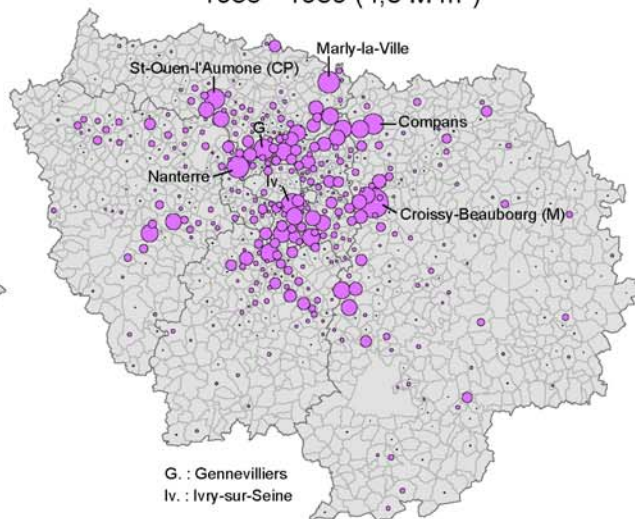 Marly-la-Ville
St-Ouen-l'Aumone (CP)
G.
Compans
Nanterre
Iv.
Croissy-Beaubourg (M)
G. : Gennevilliers
Iv. : Ivry-sur-Seine